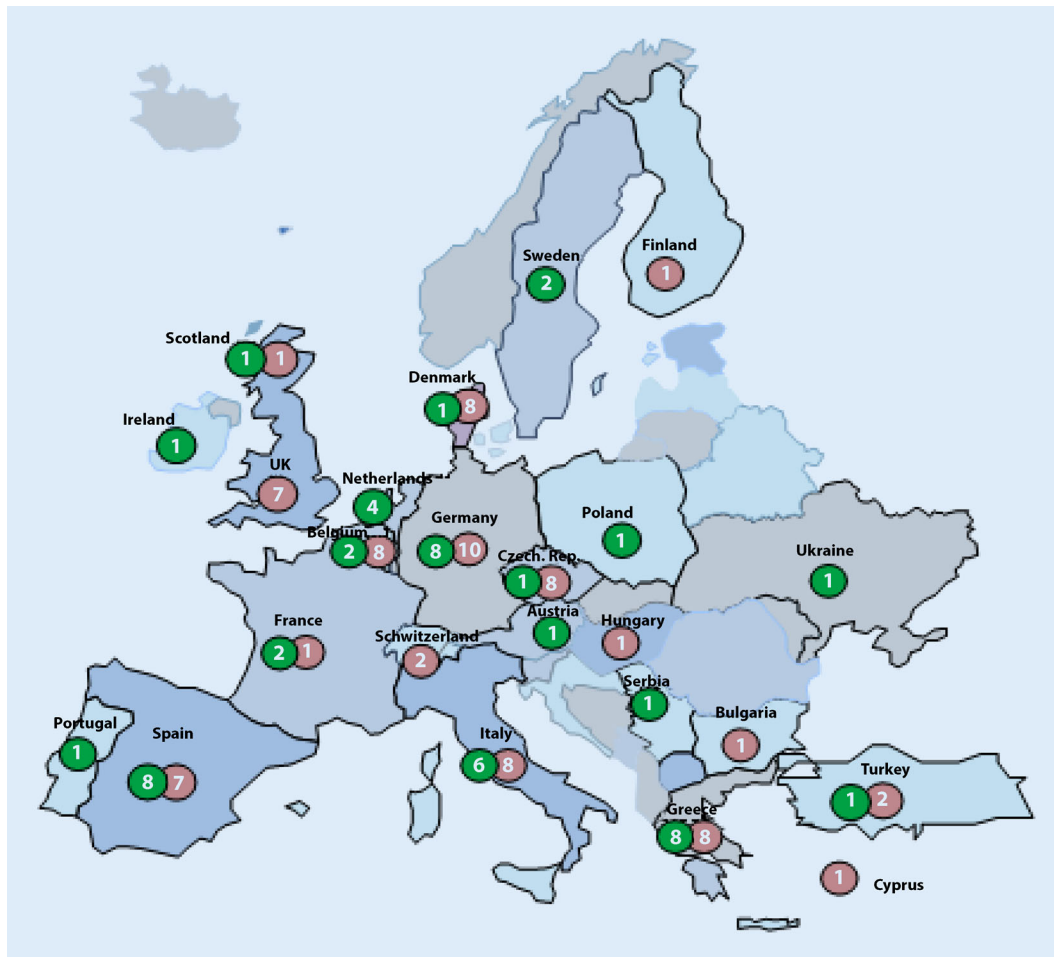 Finland
1
Sweden
2
Scotland
1 1
Denmark
1 8
Ireland
1
UK
7
Netherlands
4
Germany
8 10
Belgium
2 8
Poland
1
Czech. Rep.
1 8
Ukraine
1
Austria
1
France
2 1
Hungary
1
Schwitzerland
2
Serbia
1
Bulgaria
1
Portugal
1
Spain
8 7
Italy
6 8
Turkey
1 2
Greece
8 8
1
Cyprus